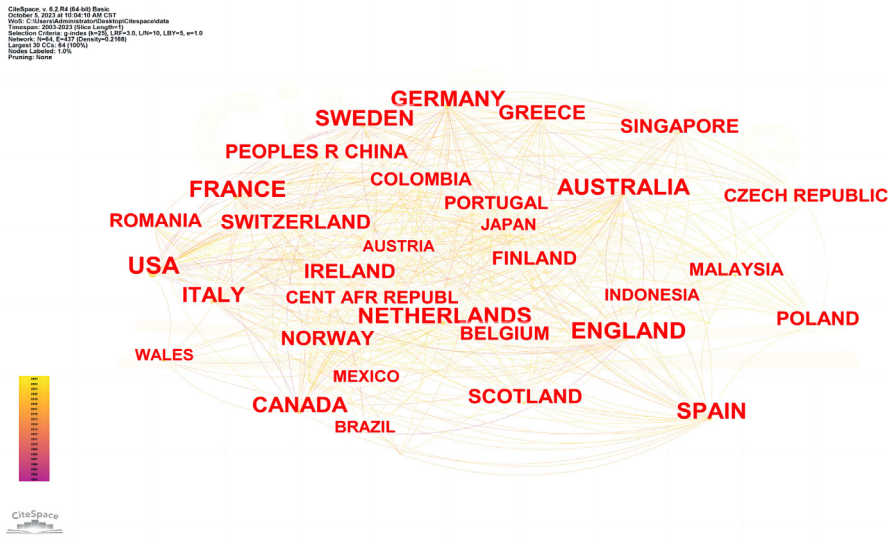 CiteSpace, v. 6.2.R4 (64-bit) Basic
October 5, 2023 at 10:04:10 AM CST
WoS: C:\Users\Administrator\Desktop\Citespace\data
Timespan: 2003-2023 (Slice Length=1)
Selection Criteria: g-index (k=25), LRF=3.0, L/N=10, LBY=5, e=1.0
Network: N=64, E=437 (Density=0.2168)
Largest 30 CCs: 64 (100%)
Nodes Labeled: 1.0%
Pruning: None
GERMANY
SWEDEN
GREECE
SINGAPORE
PEOPLES R CHINA
COLOMBIA
FRANCE
AUSTRALIA
CZECH REPUBLIC
PORTUGAL
ROMANIA
SWITZERLAND
JAPAN
AUSTRIA
FINLAND
USA
IRELAND
MALAYSIA
ITALY
CENT AFR REPUBL
INDONESIA
NETHERLANDS
POLAND
NORWAY
BELGIUM
ENGLAND
WALES
MEXICO
CANADA
SCOTLAND
SPAIN
BRAZIL
CiteSpace